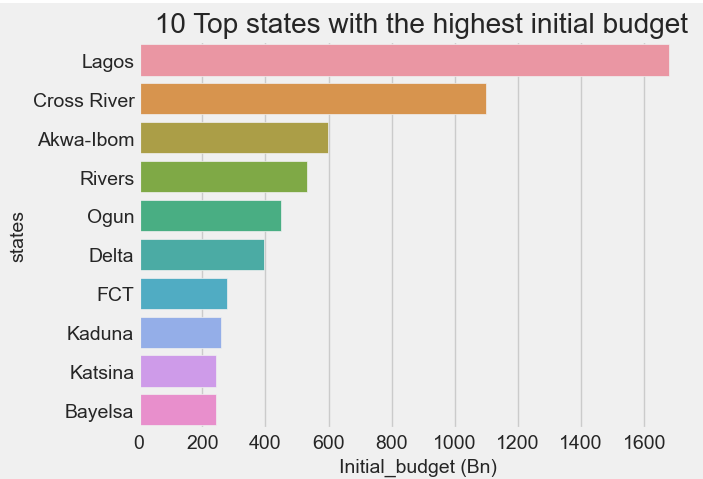 10 Top states with the highest initial budget
Lagos
Cross River
Akwa-Ibom
Rivers
Ogun
Delta
FCT
Kaduna
Katsina
Bayelsa
states
0 200 400 600 800 1000 1200 1400 1600
Initial_budget (Bn)